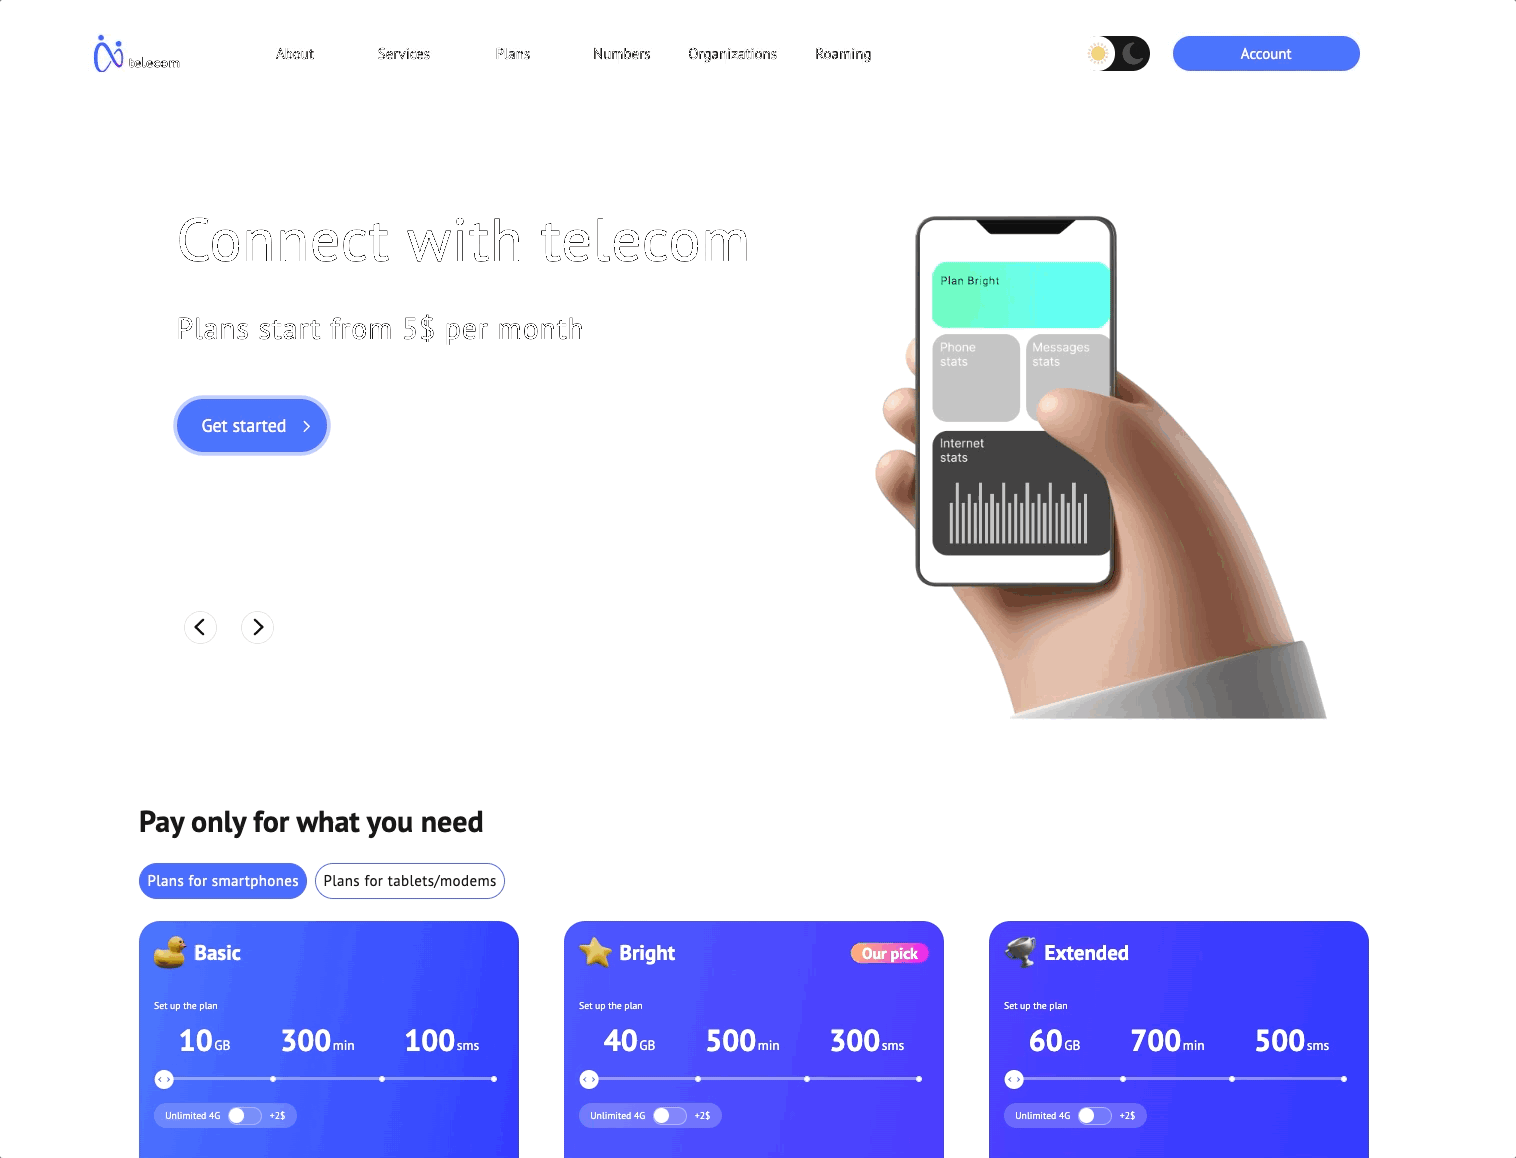 telecom
About Services Plans Numbers Organizations Roaming
Account
Connect with telecom
Plans start from 5$ per month
Get started
Plan Bright
Phone
stats
Messages
stats
Internet
stats
Pay only for what you need
Plans for smartphones
Plans for tablets/modems
Basic
Set up the plan
10 GB 300 min 100 sms
Unlimited 4G +2$
Bright
Our pick
Set up the plan
40 GB 500 min 300 sms
Unlimited 4G +2$
Extended
Set up the plan
60 GB 700 min 500 sms
Unlimited 4G +2$